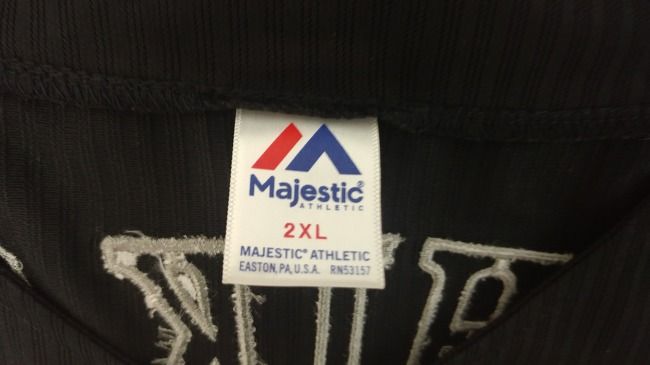 Majestic®
ATHLETIC
2XL
MAJESTIC® ATHLETIC
EASTON, PA, U.S.A. RN53157